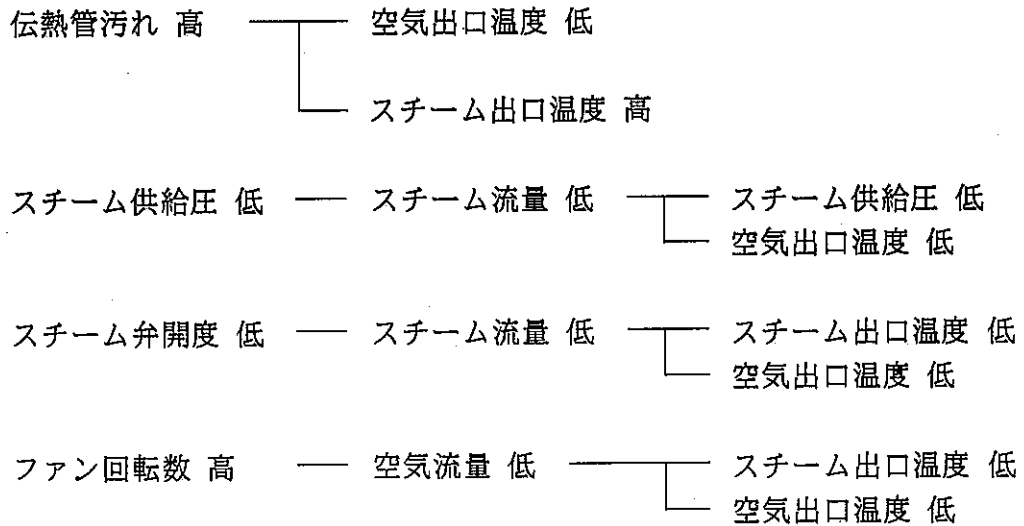 伝熱管汚れ 高 空気出口温度 低
スチーム出口温度 高
スチーム供給圧 低 スチーム流量 低 スチーム供給圧 低
空気出口温度 低
スチーム弁開度 低 スチーム流量 低 スチーム出口温度 低
空気出口温度 低
ファン回転数 高 空気流量 低 スチーム出口温度 低
空気出口温度 低